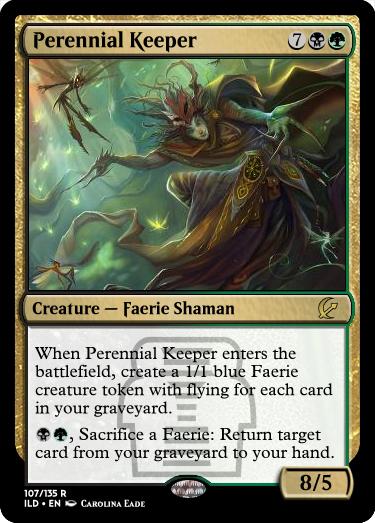 Perennial Keeper 7
Creature — Faerie Shaman
When Perennial Keeper enters the
battlefield, create a 1/1 blue Faerie
creature token with flying for each card
in your graveyard.
, Sacrifice a Faerie: Return target
card from your graveyard to your hand.
8/5
107/135 R
ILD • EN Carolina Eade